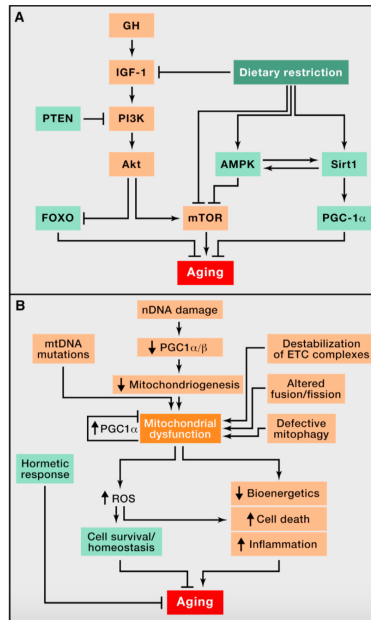 A
GH
IGF-1
Dietary restriction
PTEN
PI3K
Akt
AMPK
Sirt1
FOXO
mTOR
PGC-1α
Aging
B
nDNA damage
mtDNA
mutations
PGC1α/β
Destabilization
of ETC complexes
Mitochondriogenesis
Altered
fusion/fission
PGC1α
Mitochondrial
dysfunction
Defective
mitophagy
Hormetic
response
ROS
Bioenergetics
Cell death
Inflammation
Cell survival/
homeostasis
Aging